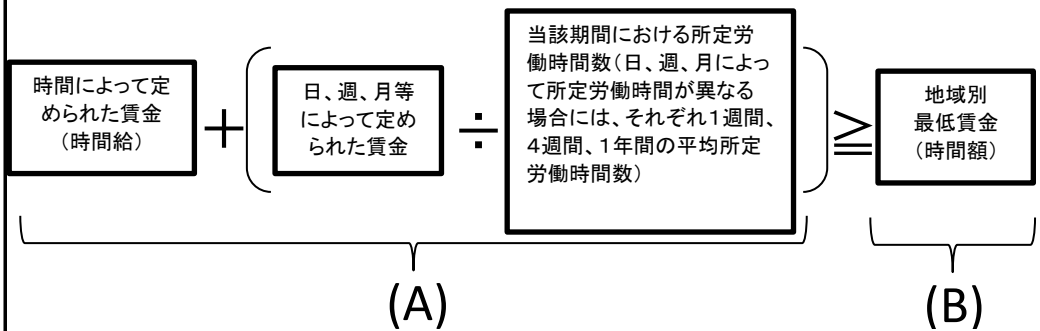 時間によって定
められた賃金
(時間給)
+
日、週、月等
によって定め
られた賃金
÷
当該期間における所定労
働時間数(日、週、月によっ
て所定労働時間が異なる
場合には、それぞれ1週間、
4週間、1年間の平均所定
労働時間数)
≧
地域別
最低賃金
(時間額)
(A)
(B)